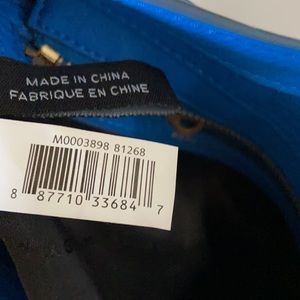 MADE IN CHINA
FABRIQUE EN CHINE
M0003898 81268
8 87710 33684 7